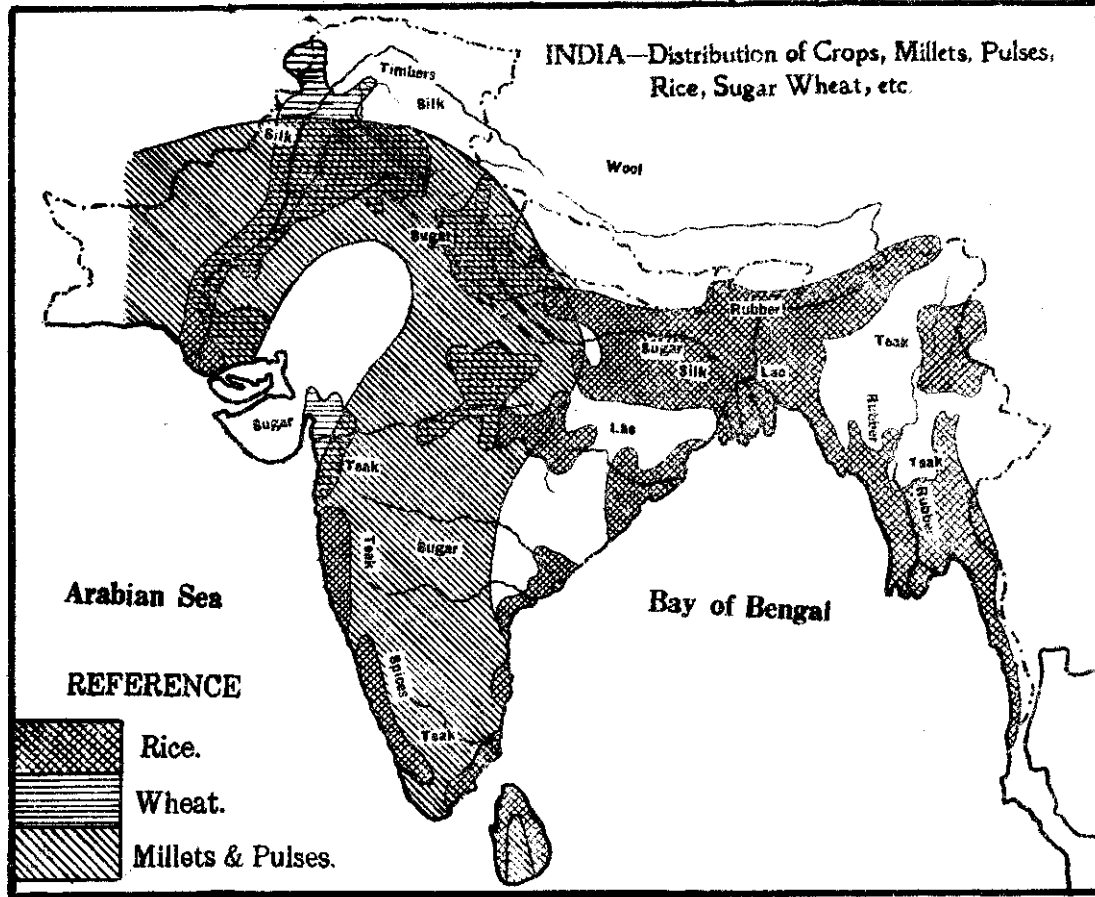 INDIA—Distribution of Crops, Millets, Pulses,
Rice, Sugar Wheat, etc.
Timbers
Silk
Silk
Wool
Sugar
Rubber
Sugar
Silk
Lac
Teak
Sugar
Lac
Rubber
Teak
Teak
Rubber
Teak
Sugar
Arabian Sea
Bay of Bengal
Spices
Teak
REFERENCE
Rice.
Wheat.
Millets & Pulses.